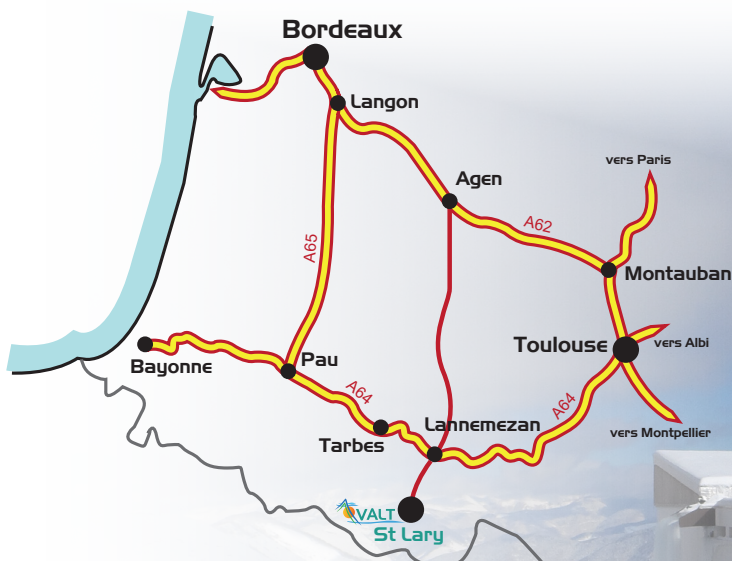 Bordeaux
Langon
Agen
vers Paris
A62
A65
Montauban
Toulouse
vers Albi
Bayonne
Pau
A64
A64
Lannemezan
Tarbes
vers Montpellier
VALT
St Lary